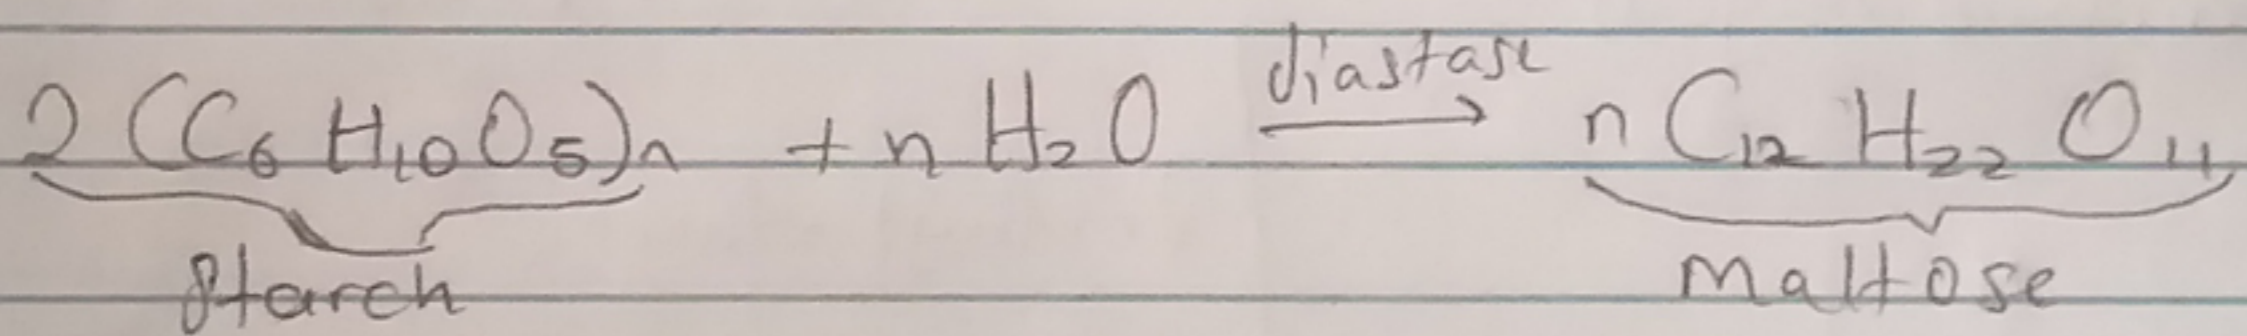 2(C₆H₁₀O₅)n + nH₂O diastase → nC₁₂H₂₂O₁₁
Starch Maltose